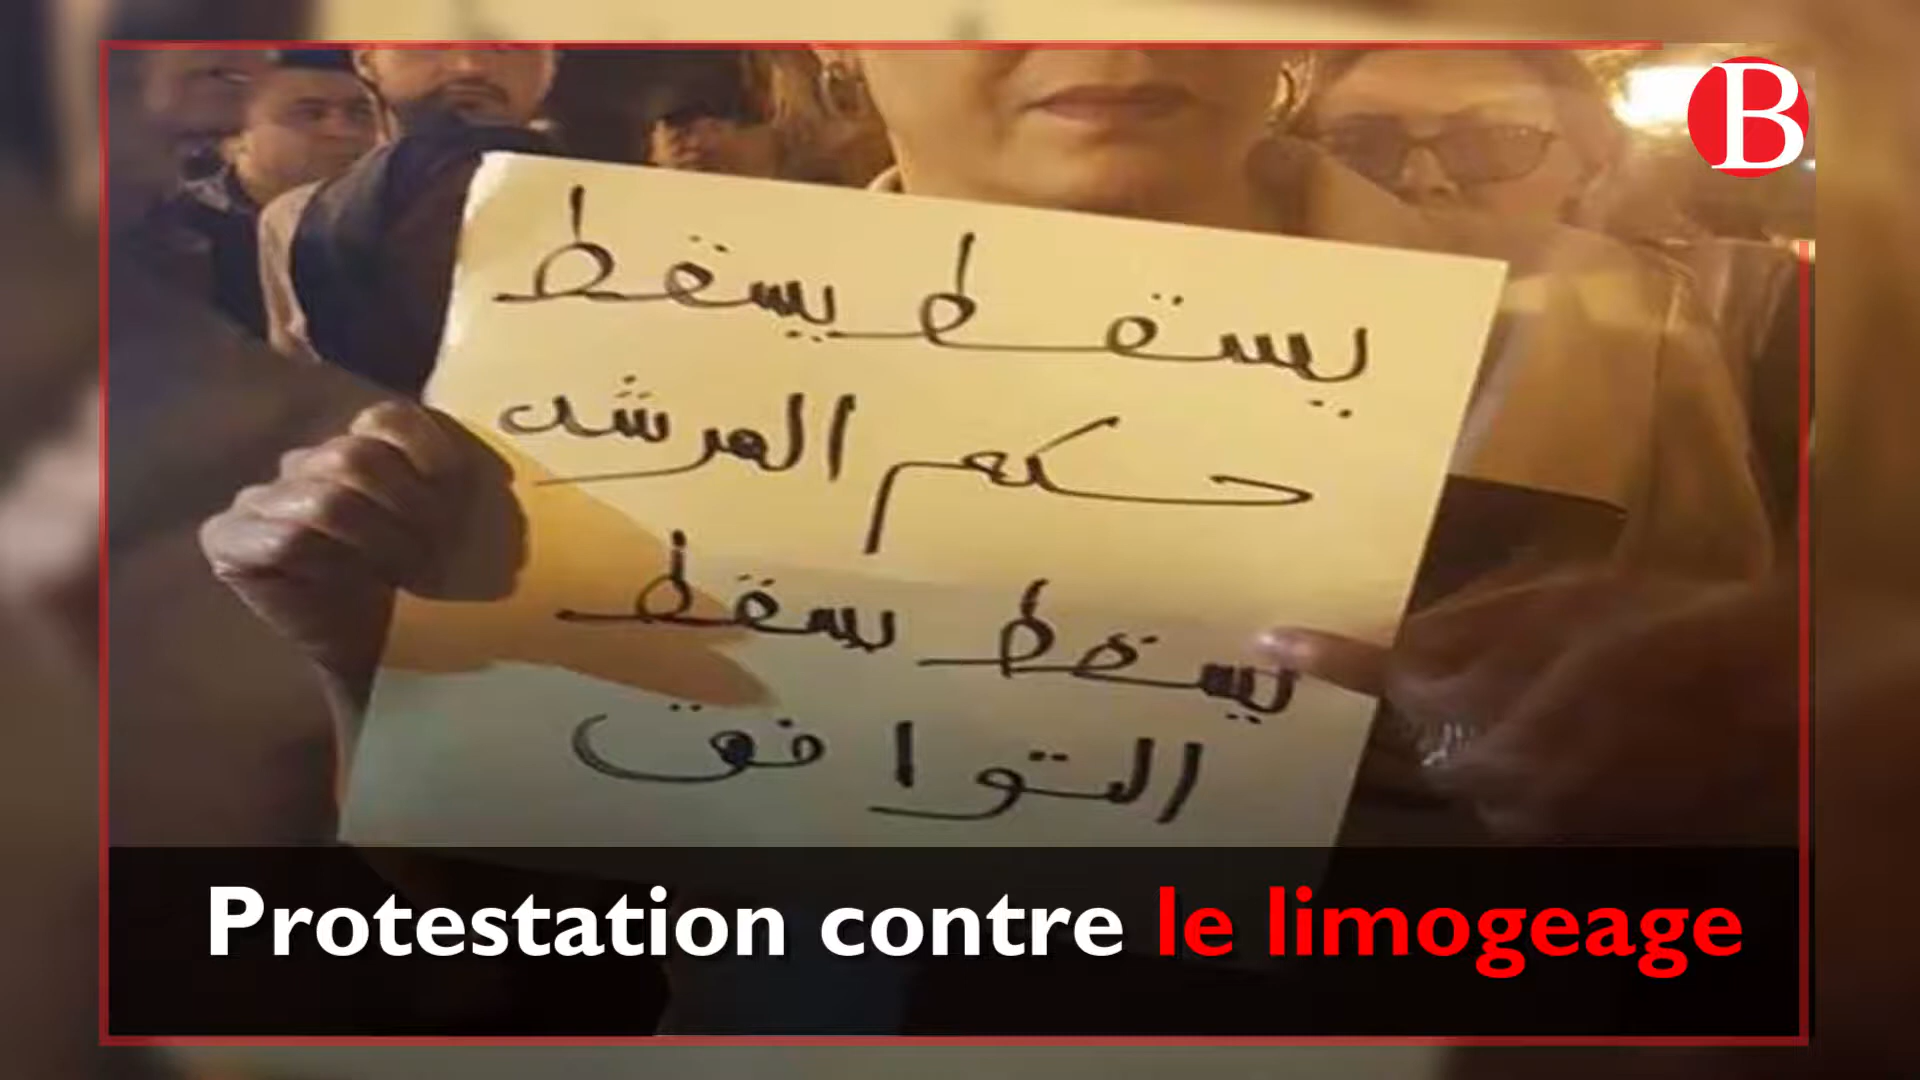 B
يسقط يسقط
حكم المرشد
يسقط يسقط
التوافق
Protestation contre le limogeage